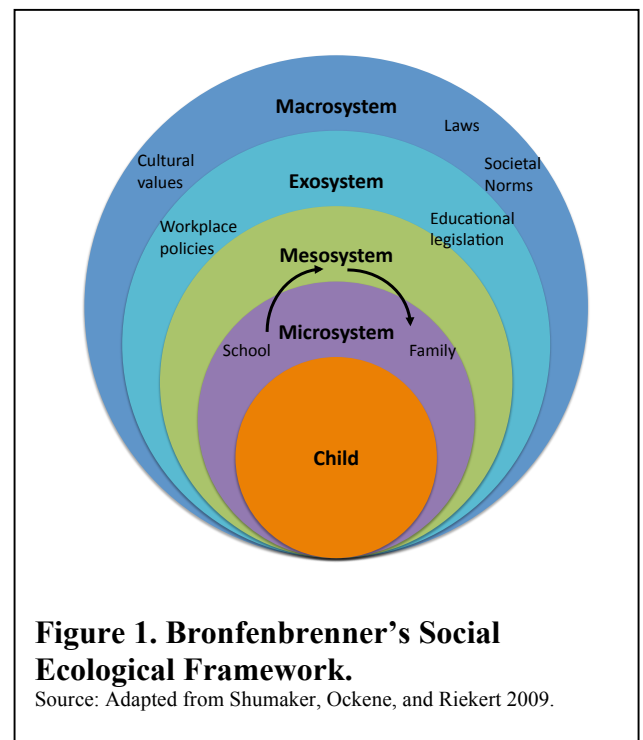 Macrosystem
Laws
Cultural
values
Societal
Norms
Exosystem
Workplace
policies
Educational
legislation
Mesosystem
Microsystem
School
Family
Child
Figure 1. Bronfenbrenner’s Social
Ecological Framework.
Source: Adapted from Shumaker, Ockene, and Riekert 2009.